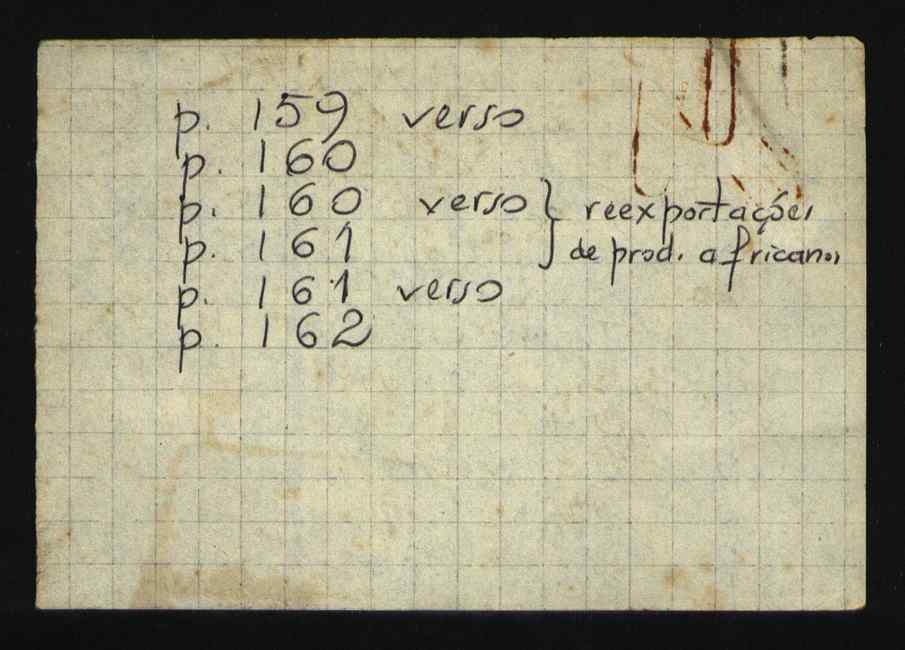 p. 159 verso
p. 160
p. 160 verso } reexportações
p. 161 } de prod. africanos
p. 161 verso
p. 162